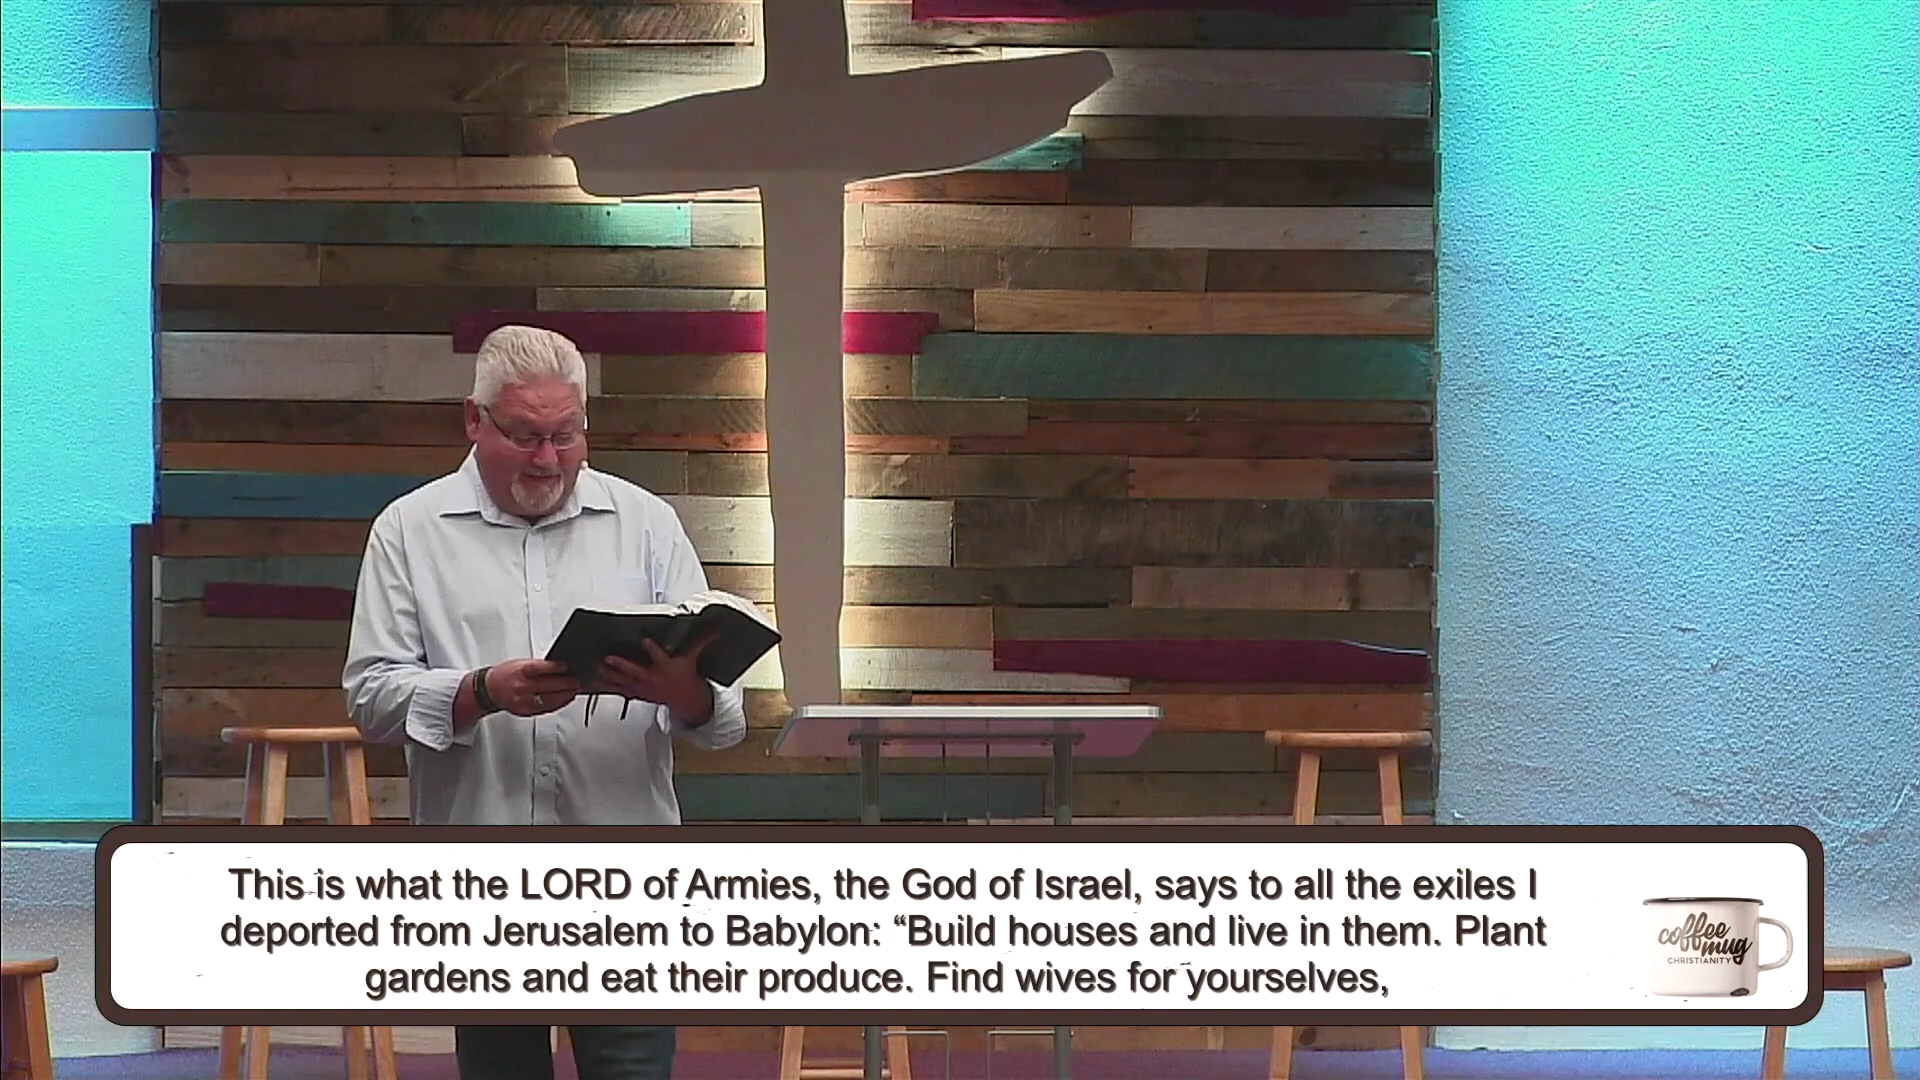 This is what the LORD of Armies, the God of Israel, says to all the exiles I
deported from Jerusalem to Babylon: “Build houses and live in them. Plant
gardens and eat their produce. Find wives for yourselves,
coffee
mug
CHRISTIANITY